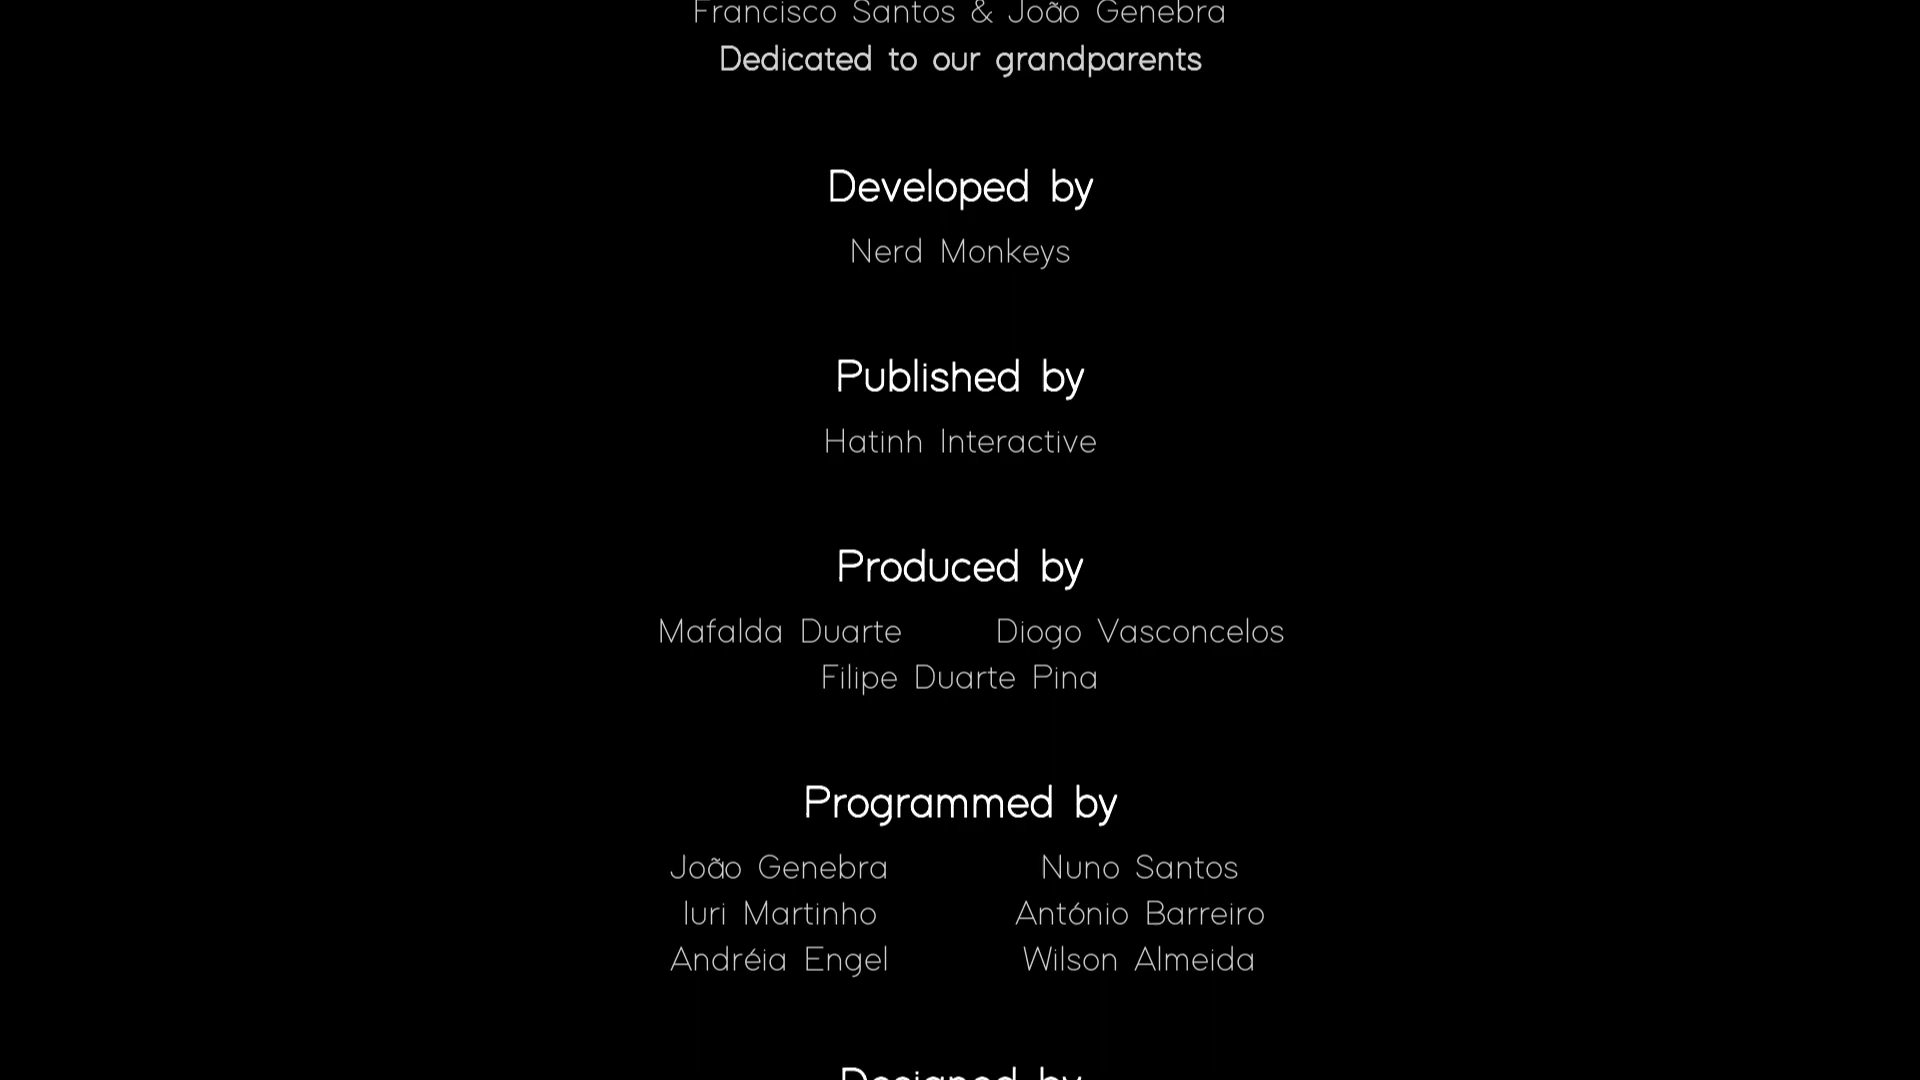 Francisco Santos & João Genebra
Dedicated to our grandparents
Developed by
Nerd Monkeys
Published by
Hatinh Interactive
Produced by
Mafalda Duarte Diogo Vasconcelos
Filipe Duarte Pina
Programmed by
João Genebra Nuno Santos
Iuri Martinho António Barreiro
Andréia Engel Wilson Almeida
Designed by